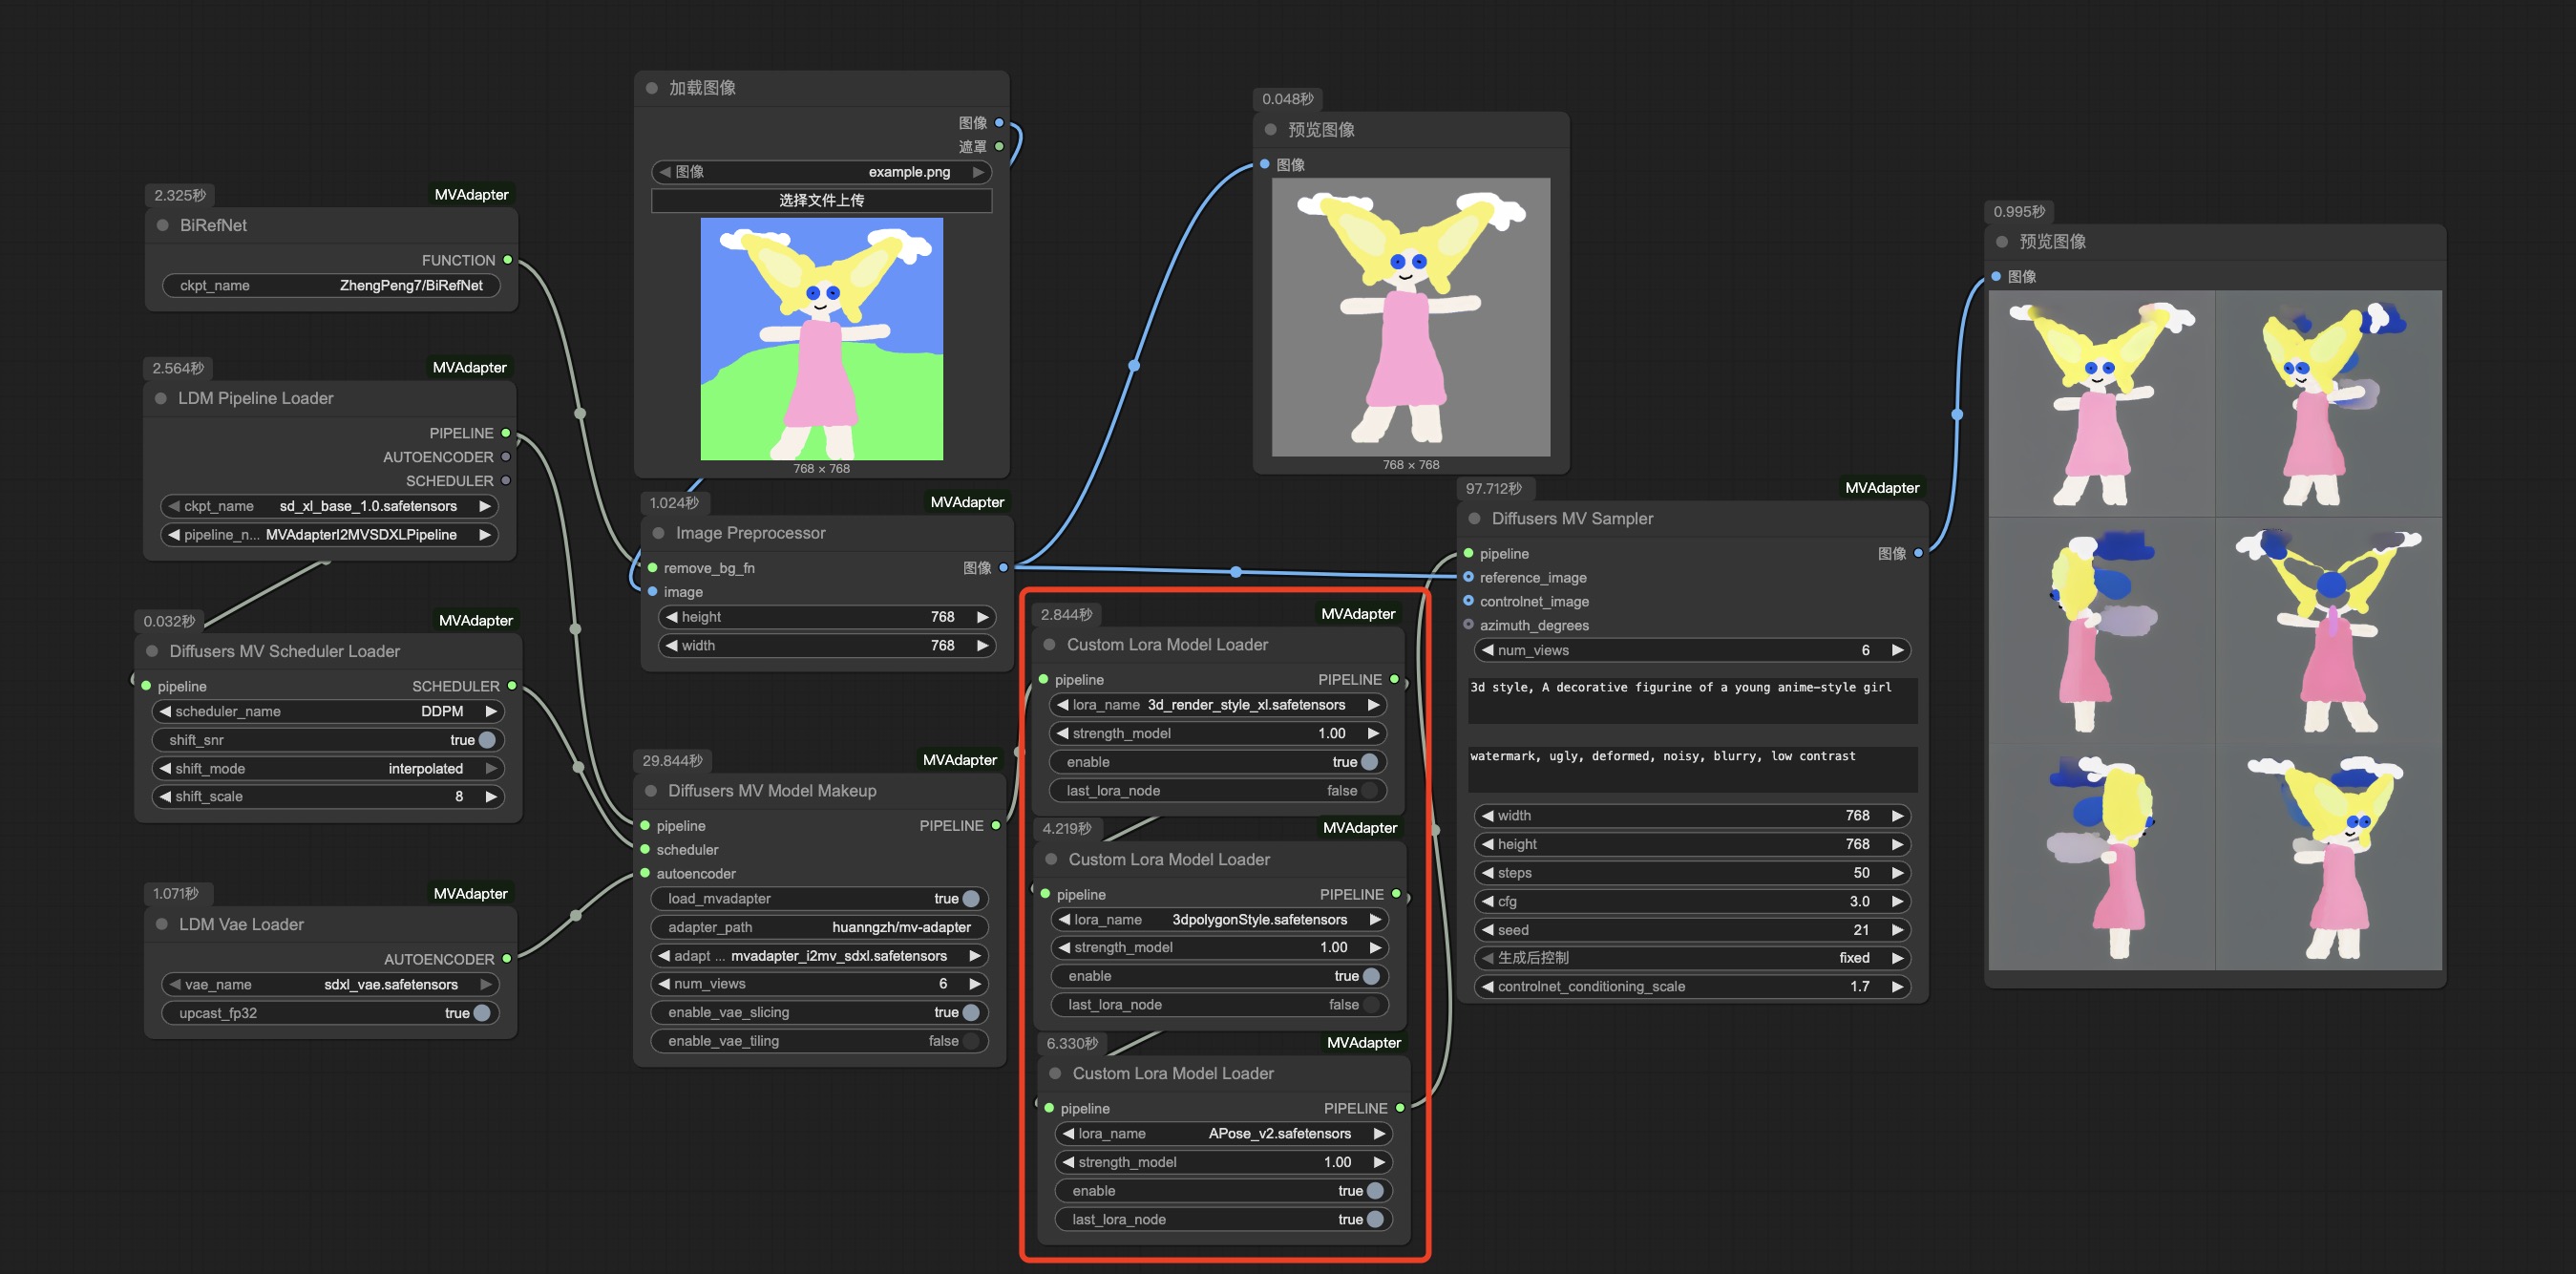 2.325秒
MVAdapter
BiRefNet
FUNCTION
ckpt_name ZhengPeng7/BiRefNet
2.564秒
MVAdapter
LDM Pipeline Loader
PIPELINE
AUTOENCODER
SCHEDULER
ckpt_name sd_xl_base_1.0.safetensors
pipeline_n... MVAdapterI2MVSDXLPipeline
0.032秒
MVAdapter
Diffusers MV Scheduler Loader
pipeline SCHEDULER
scheduler_name DDPM
shift_snr true
shift_mode interpolated
shift_scale 8
1.071秒
MVAdapter
LDM Vae Loader
AUTOENCODER
vae_name sdxl_vae.safetensors
upcast_fp32 true
加载图像
图像
遮罩
图像 example.png
选择文件上传
768 × 768
1.024秒
MVAdapter
Image Preprocessor
remove_bg_fn 图像
image
height 768
width 768
29.844秒
MVAdapter
Diffusers MV Model Makeup
pipeline PIPELINE
scheduler
autoencoder
load_mvadapter true
adapter_path huanngzh/mv-adapter
adapt ... mvadapter_i2mv_sdxl.safetensors
num_views 6
enable_vae_slicing true
enable_vae_tiling false
2.844秒
MVAdapter
Custom Lora Model Loader
pipeline PIPELINE
lora_name 3d_render_style_xl.safetensors
strength_model 1.00
enable true
last_lora_node false
4.219秒
MVAdapter
Custom Lora Model Loader
pipeline PIPELINE
lora_name 3dpolygonStyle.safetensors
strength_model 1.00
enable true
last_lora_node false
6.330秒
MVAdapter
Custom Lora Model Loader
pipeline PIPELINE
lora_name APose_v2.safetensors
strength_model 1.00
enable true
last_lora_node true
0.048秒
预览图像
图像
768 × 768
97.712秒
MVAdapter
Diffusers MV Sampler
pipeline 图像
reference_image
controlnet_image
azimuth_degrees
num_views 6
3d style, A decorative figurine of a young anime-style girl
watermark, ugly, deformed, noisy, blurry, low contrast
width 768
height 768
steps 50
cfg 3.0
seed 21
生成后控制 fixed
controlnet_conditioning_scale 1.7
0.995秒
预览图像
图像